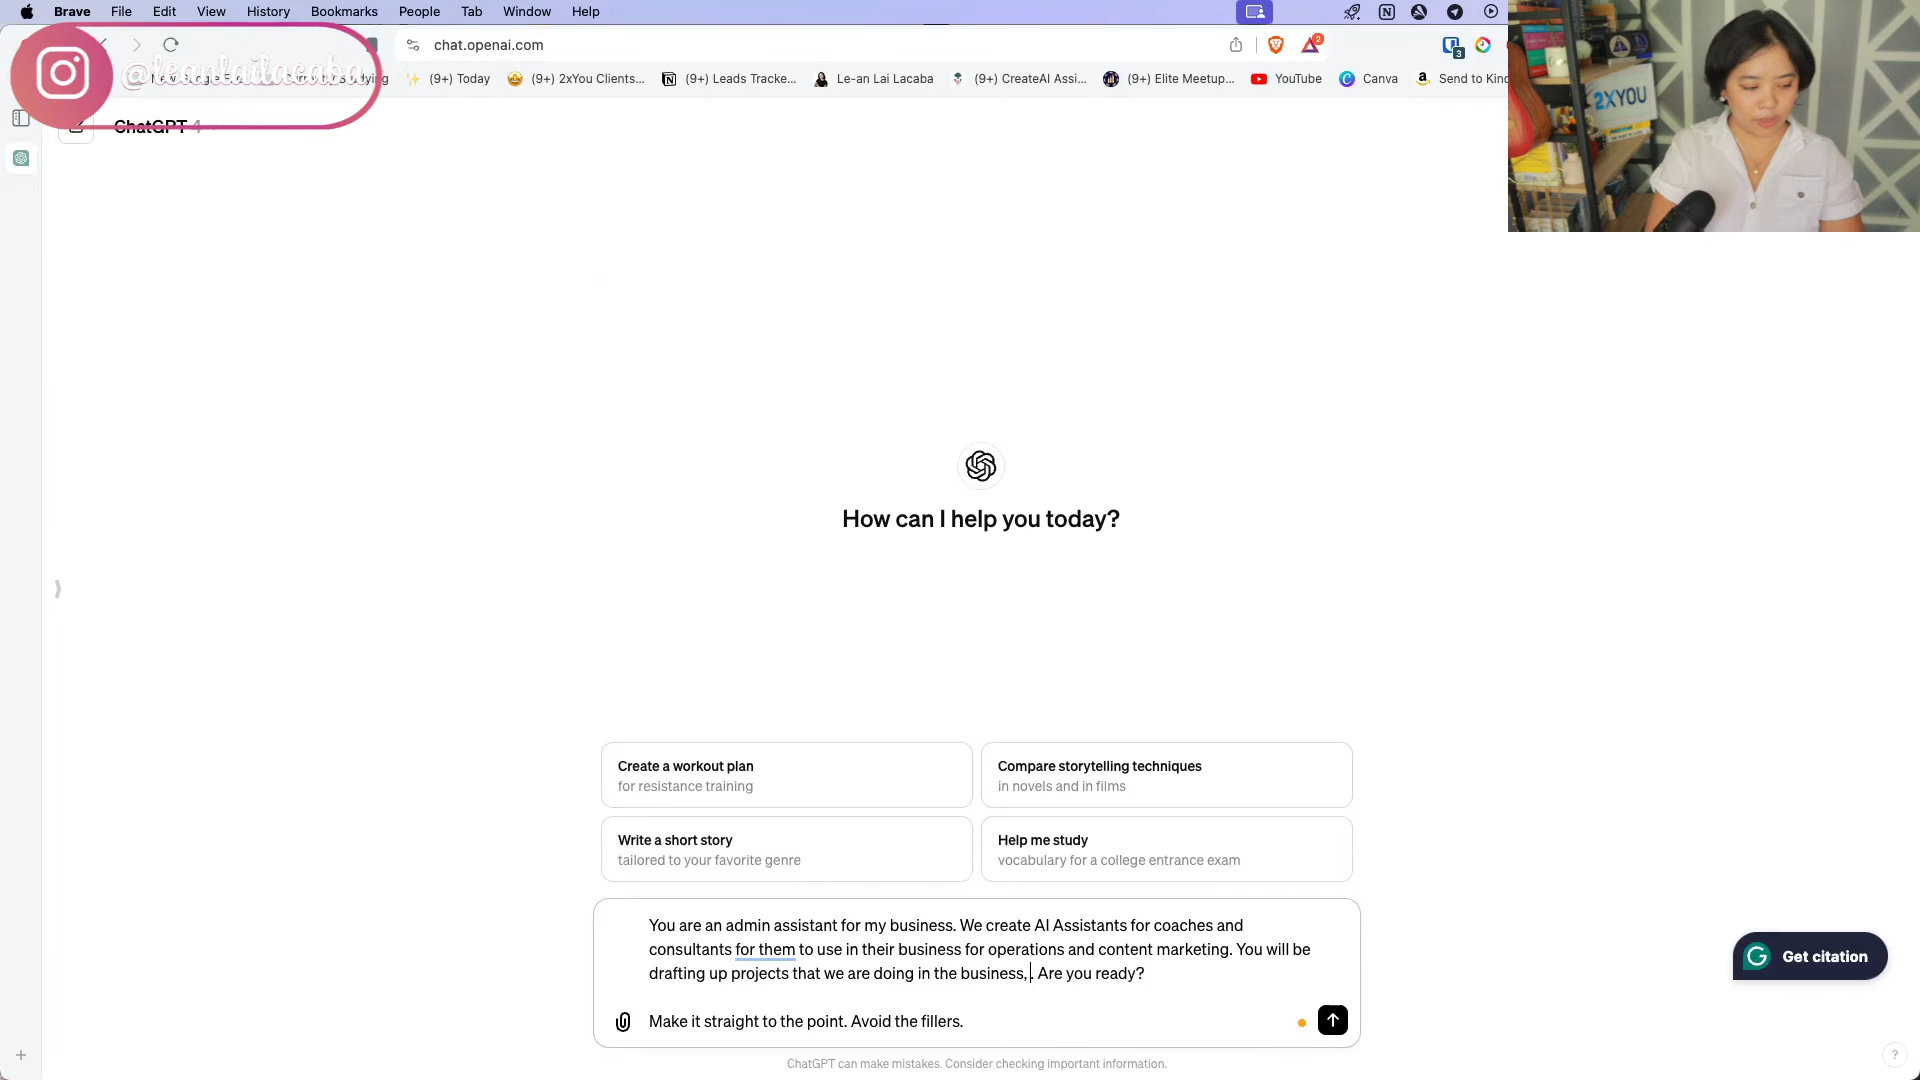 Brave File Edit View History Bookmarks People Tab Window Help
chat.openai.com
2
3
@leanlailacaba
(9+) Today
(9+) 2xYou Clients...
(9+) Leads Tracke...
Le-an Lai Lacaba
(9+) CreateAI Assi...
(9+) Elite Meetup...
YouTube
Canva
Send to Kind
2XYOU
ChatGPT 4
How can I help you today?
Create a workout plan
for resistance training
Compare storytelling techniques
in novels and in films
Write a short story
tailored to your favorite genre
Help me study
vocabulary for a college entrance exam
You are an admin assistant for my business. We create AI Assistants for coaches and
consultants for them to use in their business for operations and content marketing. You will be
drafting up projects that we are doing in the business, . Are you ready?
Make it straight to the point. Avoid the fillers.
Get citation
ChatGPT can make mistakes. Consider checking important information.
?